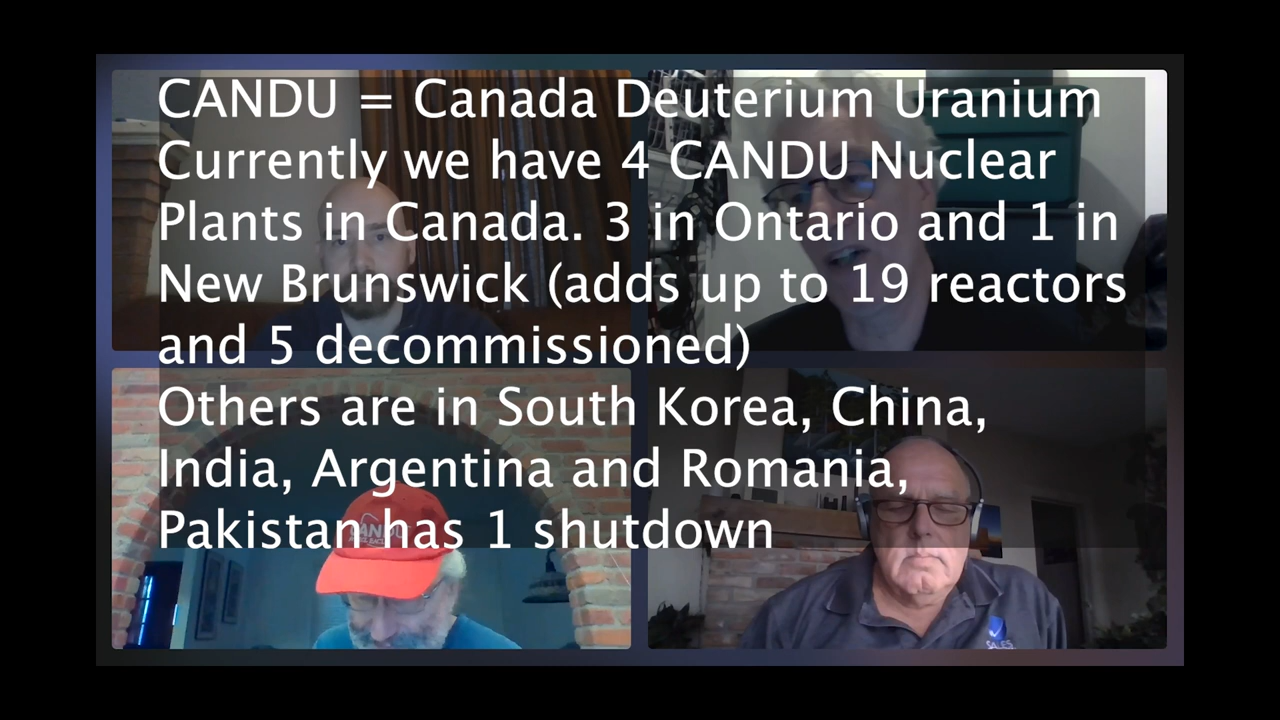 CANDU = Canada Deuterium Uranium
Currently we have 4 CANDU Nuclear
Plants in Canada. 3 in Ontario and 1 in
New Brunswick (adds up to 19 reactors
and 5 decommissioned)
Others are in South Korea, China,
India, Argentina and Romania,
Pakistan has 1 shutdown
CANDU
SALES